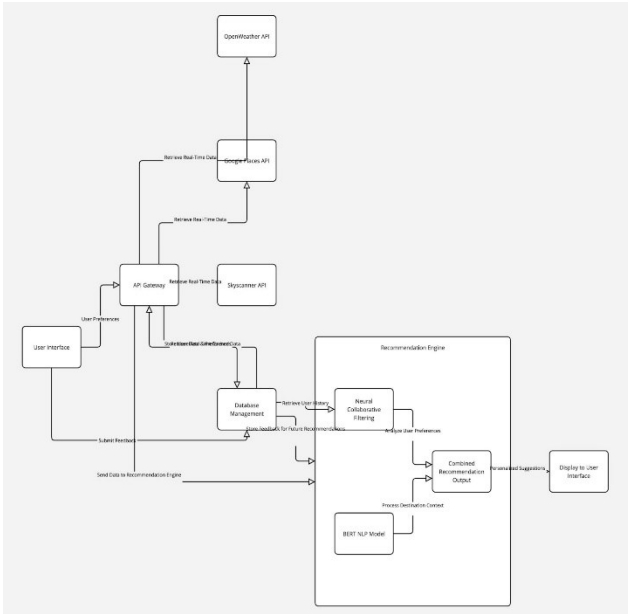 OpenWeather API
Retrieve Real-Time Data
Google Places API
Retrieve Real-Time Data
API Gateway
Retrieve Real-Time Data
Skyscanner API
User Preferences
User Interface
Recommendation Engine
Database
Management
Retrieve User History
Neural
Collaborative
Filtering
Store Feedback for Future Recommendations
Analyze User Preferences
Submit Feedback
Combined
Recommendation
Output
Personalized Suggestions
Display to User
Interface
Send Data to Recommendation Engine
Process Destination Context
BERT NLP Model